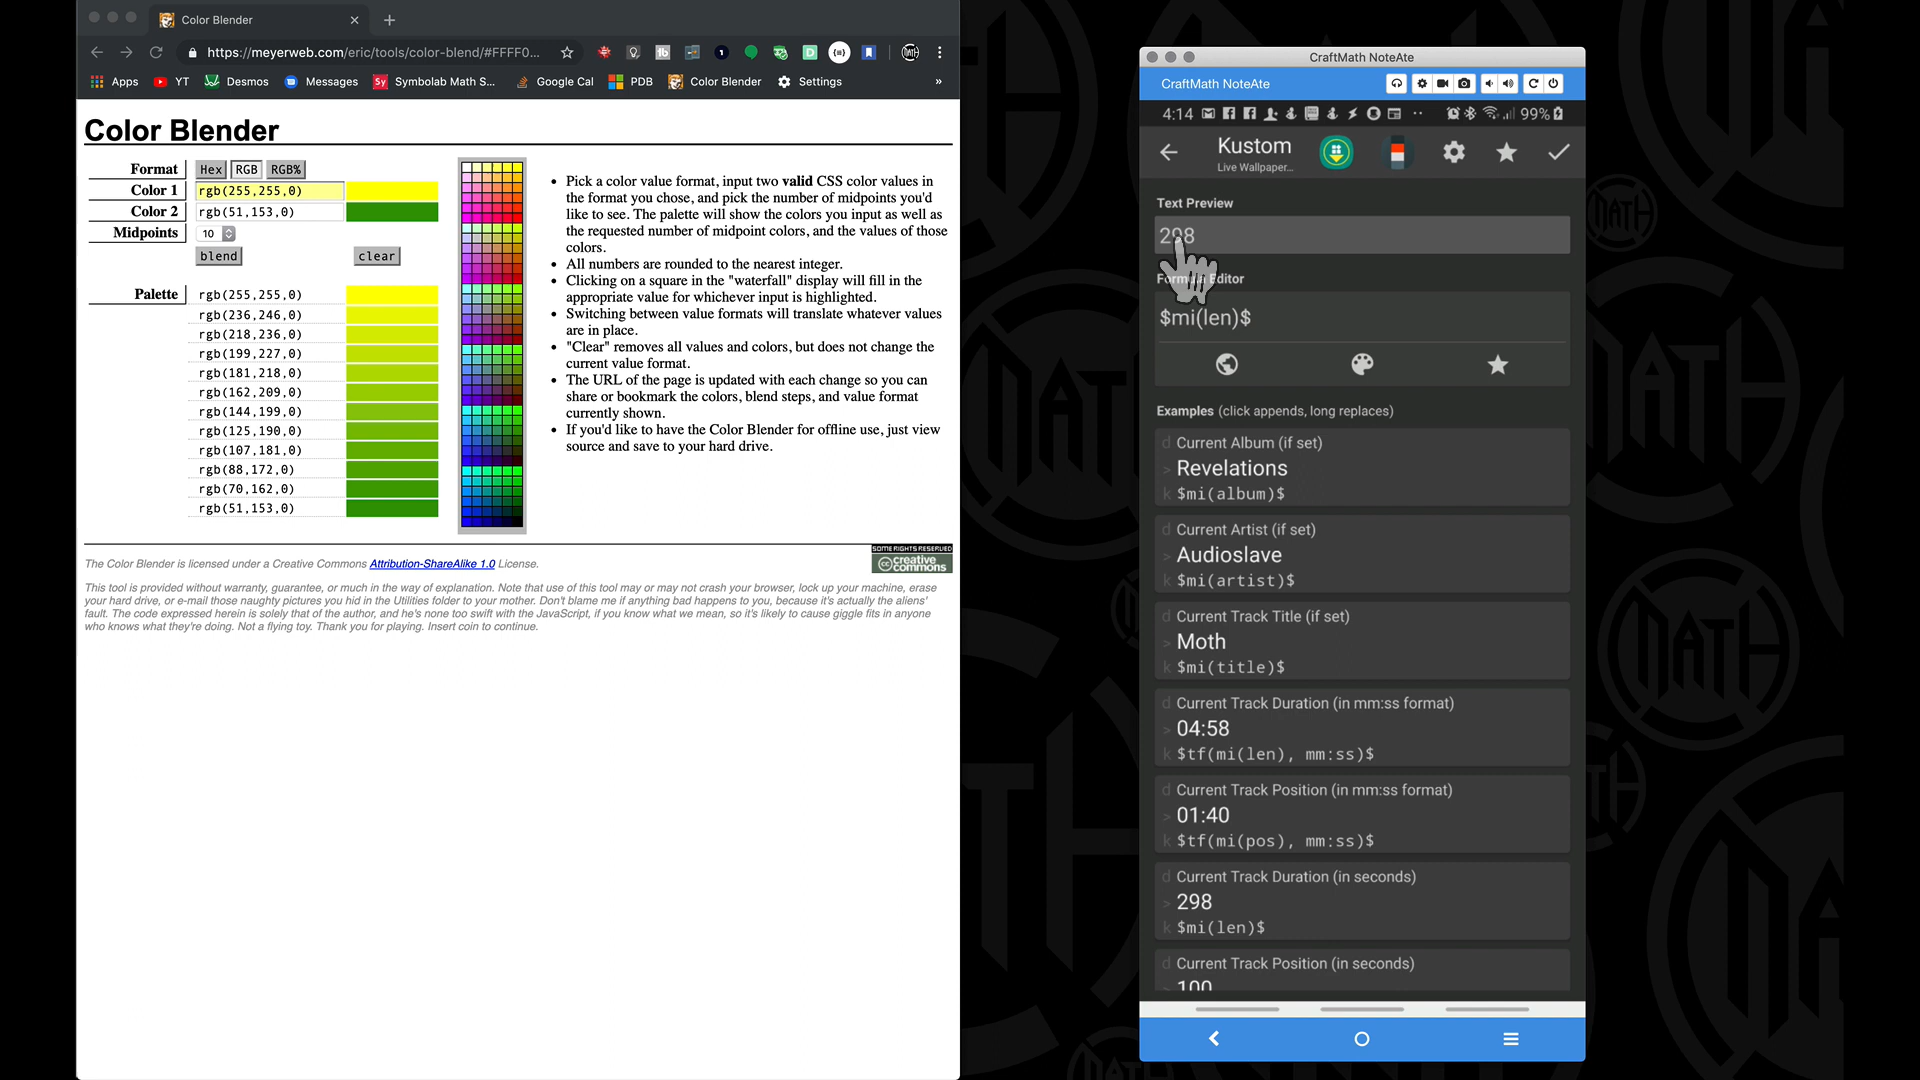 Color Blender
https://meyerweb.com/eric/tools/color-blend/#FFFF0...
Apps YT Desmos Messages Symbolab Math S... Google Cal PDB Color Blender Settings »
Color Blender
Format Hex RGB RGB%
Color 1 rgb(255,255,0)
Color 2 rgb(51,153,0)
Midpoints 10
blend clear
Palette rgb(255,255,0)
rgb(236,246,0)
rgb(218,236,0)
rgb(199,227,0)
rgb(181,218,0)
rgb(162,209,0)
rgb(144,199,0)
rgb(125,190,0)
rgb(107,181,0)
rgb(88,172,0)
rgb(70,162,0)
rgb(51,153,0)
• Pick a color value format, input two valid CSS color values in
the format you chose, and pick the number of midpoints you'd
like to see. The palette will show the colors you input as well as
the requested number of midpoint colors, and the values of those
colors.
• All numbers are rounded to the nearest integer.
• Clicking on a square in the "waterfall" display will fill in the
appropriate value for whichever input is highlighted.
• Switching between value formats will translate whatever values
are in place.
• "Clear" removes all values and colors, but does not change the
current value format.
• The URL of the page is updated with each change so you can
share or bookmark the colors, blend steps, and value format
currently shown.
• If you'd like to have the Color Blender for offline use, just view
source and save to your hard drive.
The Color Blender is licensed under a Creative Commons Attribution-ShareAlike 1.0 License.
SOME RIGHTS RESERVED
creative commons
This tool is provided without warranty, guarantee, or much in the way of explanation. Note that use of this tool may or may not crash your browser, lock up your machine, erase
your hard drive, or e-mail those naughty pictures you hid in the Utilities folder to your mother. Don't blame me if anything bad happens to you, because it's actually the aliens'
fault. The code expressed herein is solely that of the author, and he's none too swift with the JavaScript, if you know what we mean, so it's likely to cause giggle fits in anyone
who knows what they're doing. Not a flying toy. Thank you for playing. Insert coin to continue.
CraftMath NoteAte
CraftMath NoteAte
4:14 99%
Kustom
Live Wallpaper...
Text Preview
298
Formula Editor
$mi(len)$
Examples (click appends, long replaces)
d Current Album (if set)
> Revelations
k $mi(album)$
d Current Artist (if set)
> Audioslave
k $mi(artist)$
d Current Track Title (if set)
> Moth
k $mi(title)$
d Current Track Duration (in mm:ss format)
> 04:58
k $tf(mi(len), mm:ss)$
d Current Track Position (in mm:ss format)
> 01:40
k $tf(mi(pos), mm:ss)$
d Current Track Duration (in seconds)
> 298
k $mi(len)$
d Current Track Position (in seconds)
> 100